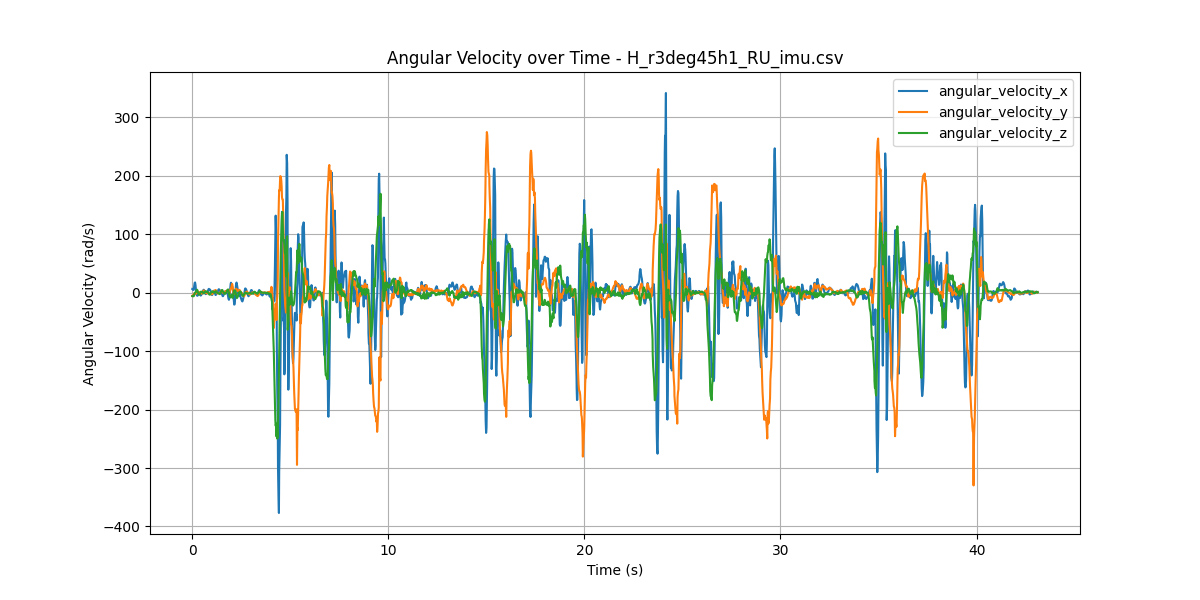 Angular Velocity over Time - H_r3deg45h1_RU_imu.csv
angular_velocity_x
angular_velocity_y
angular_velocity_z
Angular Velocity (rad/s)
300
200
100
0
−100
−200
−300
−400
0 10 20 30 40
Time (s)